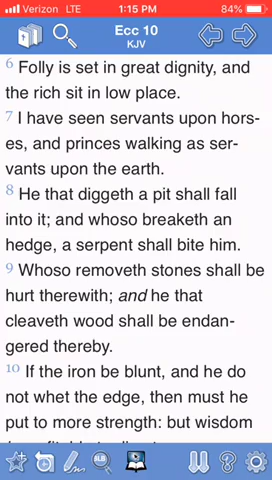 Verizon LTE 1:15 PM 84%
Ecc 10
KJV
6 Folly is set in great dignity, and
the rich sit in low place.
7 I have seen servants upon hors-
es, and princes walking as ser-
vants upon the earth.
8 He that diggeth a pit shall fall
into it; and whoso breaketh an
hedge, a serpent shall bite him.
9 Whoso removeth stones shall be
hurt therewith; and he that
cleaveth wood shall be endan-
gered thereby.
10 If the iron be blunt, and he do
not whet the edge, then must he
put to more strength: but wisdom
SLB